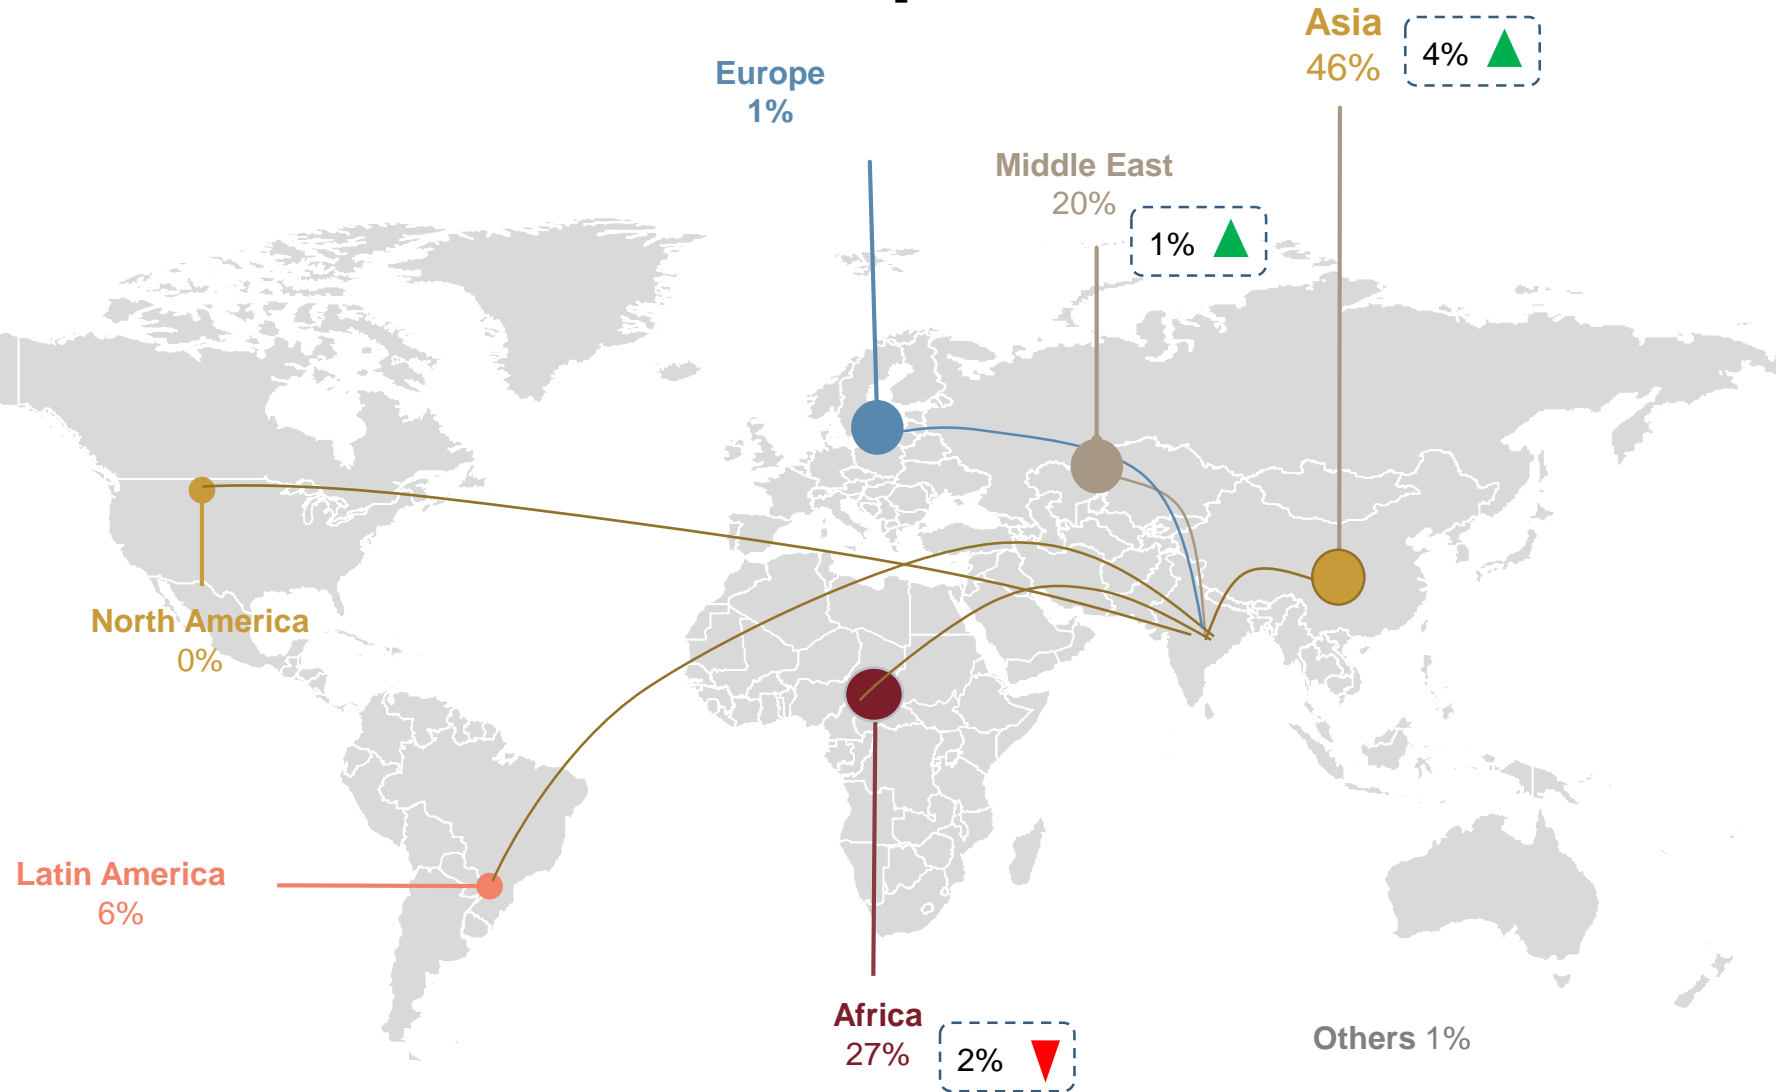 Asia
46%
4%
Europe
1%
Middle East
20%
1%
North America
0%
Latin America
6%
Africa
27%
2%
Others 1%